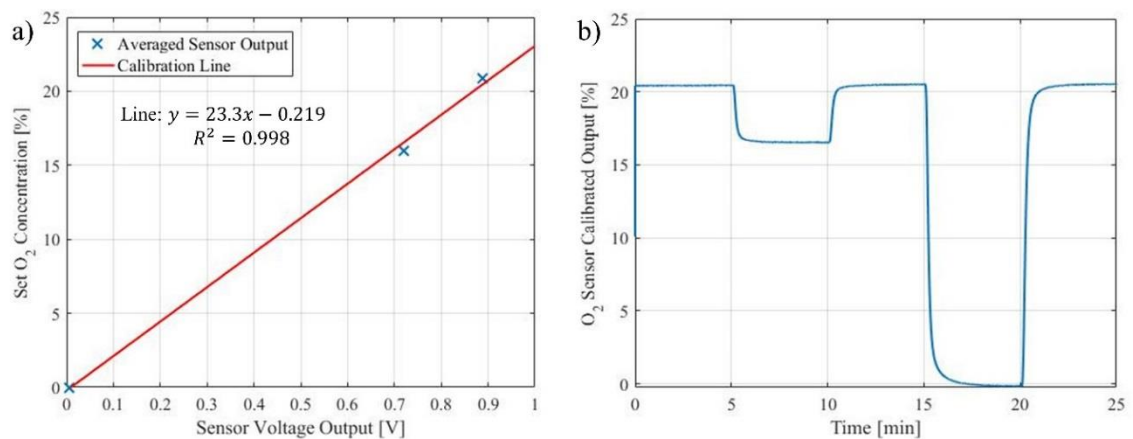 a)
Averaged Sensor Output
Calibration Line
Line: y = 23.3x − 0.219
R² = 0.998
Set O₂ Concentration [%]
25
20
15
10
5
0
0 0.1 0.2 0.3 0.4 0.5 0.6 0.7 0.8 0.9 1
Sensor Voltage Output [V]
b)
O₂ Sensor Calibrated Output [%]
25
20
15
10
5
0
0 5 10 15 20 25
Time [min]